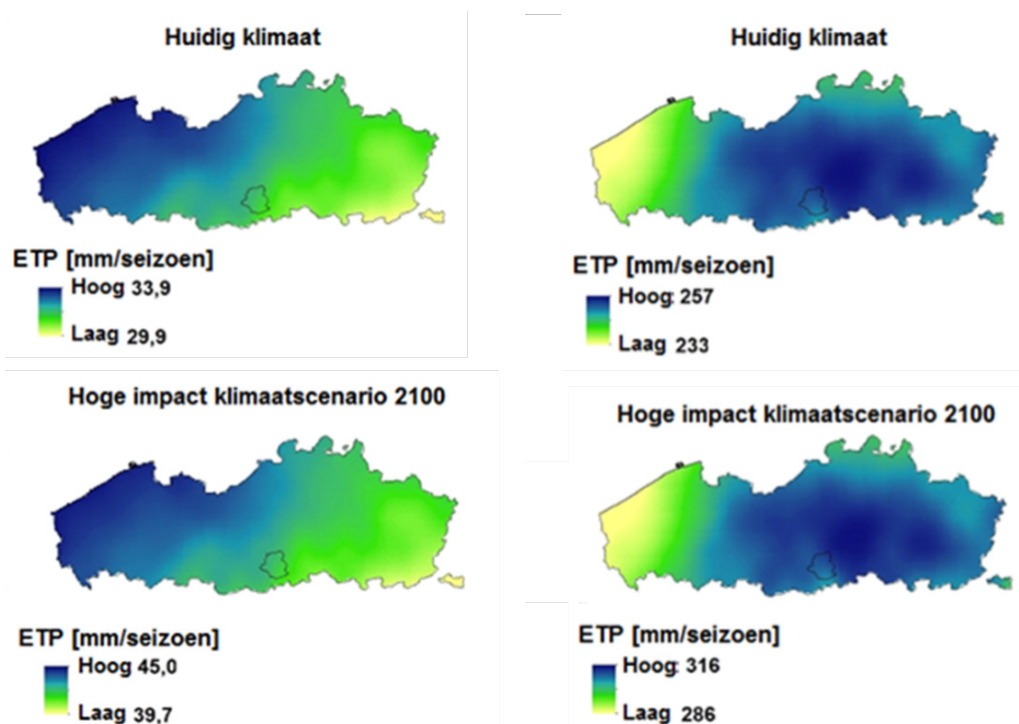 Huidig klimaat
ETP [mm/seizoen]
Hoog 33,9
Laag 29,9
Huidig klimaat
ETP [mm/seizoen]
Hoog: 257
Laag 233
Hoge impact klimaatscenario 2100
ETP [mm/seizoen]
Hoog 45,0
Laag 39,7
Hoge impact klimaatscenario 2100
ETP [mm/seizoen]
Hoog: 316
Laag 286